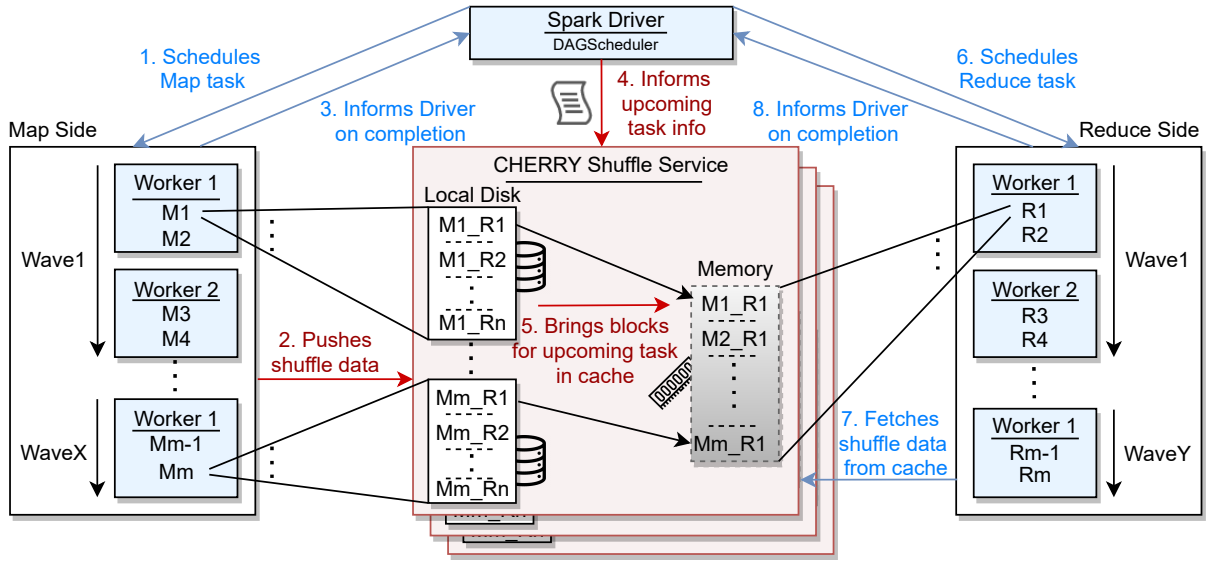 Spark Driver
DAGScheduler
1. Schedules
Map task
3. Informs Driver
on completion
4. Informs
upcoming
task info
6. Schedules
Reduce task
8. Informs Driver
on completion
Map Side
Worker 1
M1
M2
Wave1
Worker 2
M3
M4
Worker 1
Mm-1
Mm
WaveX
2. Pushes
shuffle data
CHERRY Shuffle Service
Local Disk
M1_R1
M1_R2
M1_Rn
Mm_R1
Mm_R2
Mm_Rn
5. Brings blocks
for upcoming task
in cache
Memory
M1_R1
M2_R1
Mm_R1
7. Fetches
shuffle data
from cache
Reduce Side
Worker 1
R1
R2
Wave1
Worker 2
R3
R4
Worker 1
Rm-1
Rm
WaveY